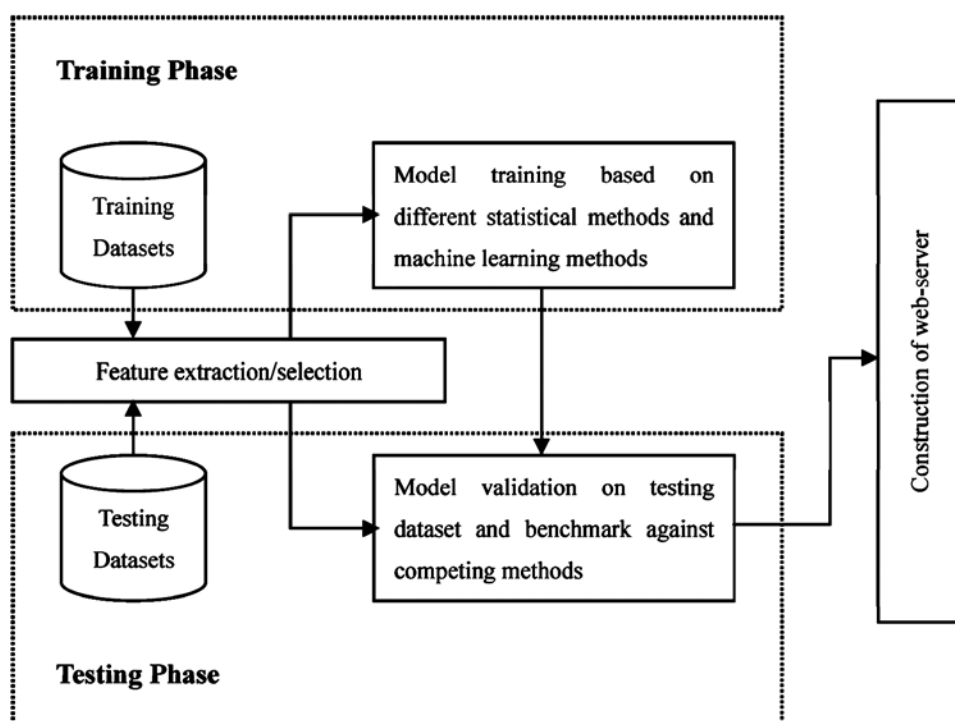 Training Phase
Training
Datasets
Model training based on
different statistical methods and
machine learning methods
Feature extraction/selection
Testing
Datasets
Model validation on testing
dataset and benchmark against
competing methods
Testing Phase
Construction of web-server